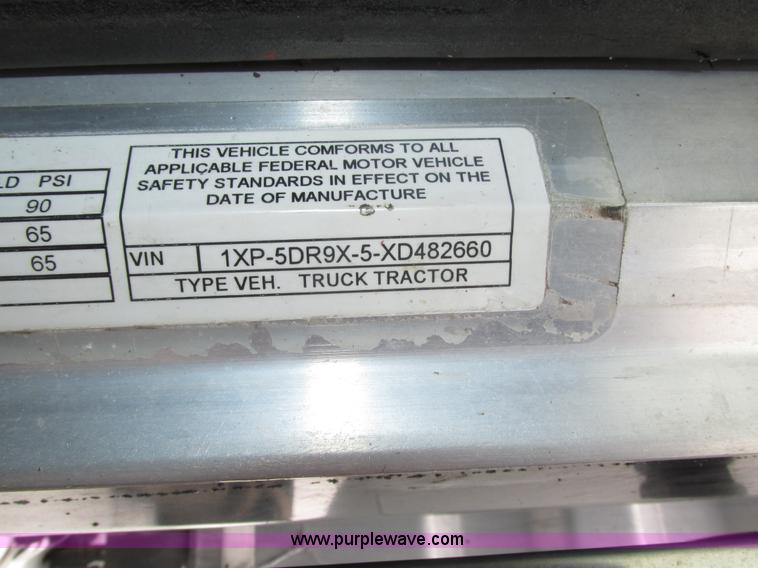 THIS VEHICLE COMFORMS TO ALL
APPLICABLE FEDERAL MOTOR VEHICLE
SAFETY STANDARDS IN EFFECT ON THE
DATE OF MANUFACTURE
LD PSI
90
65
65
VIN 1XP-5DR9X-5-XD482660
TYPE VEH. TRUCK TRACTOR
www.purplewave.com